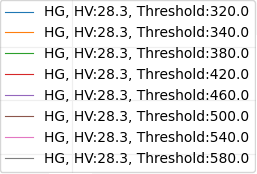 HG, HV:28.3, Threshold:320.0
HG, HV:28.3, Threshold:340.0
HG, HV:28.3, Threshold:380.0
HG, HV:28.3, Threshold:420.0
HG, HV:28.3, Threshold:460.0
HG, HV:28.3, Threshold:500.0
HG, HV:28.3, Threshold:540.0
HG, HV:28.3, Threshold:580.0